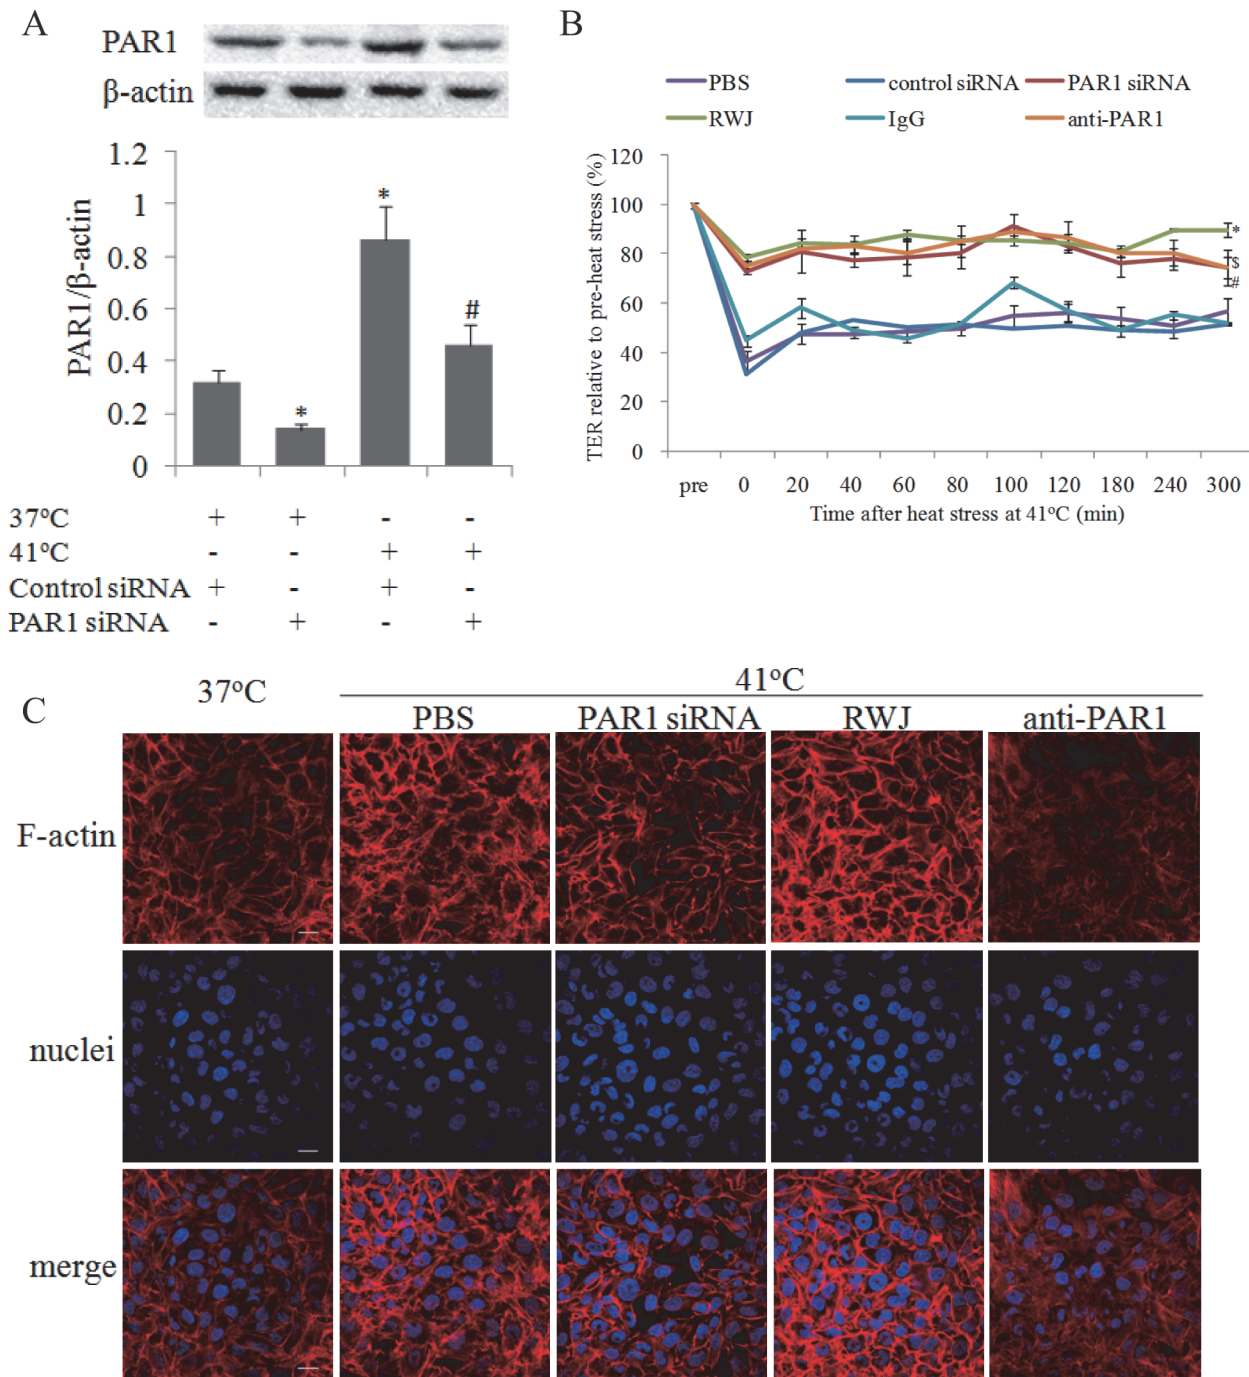 A
PAR1
β-actin
PAR1/β-actin
1.2
1
0.8
0.6
0.4
0.2
0
*
*
#
37°C + + - -
41°C - - + +
Control siRNA + - + -
PAR1 siRNA - + - +
B
PBS control siRNA PAR1 siRNA
RWJ IgG anti-PAR1
TER relative to pre-heat stress (%)
120
100
80
60
40
20
0
*
$
#
pre 0 20 40 60 80 100 120 180 240 300
Time after heat stress at 41°C (min)
C
37°C 41°C
PBS PAR1 siRNA RWJ anti-PAR1
F-actin
nuclei
merge